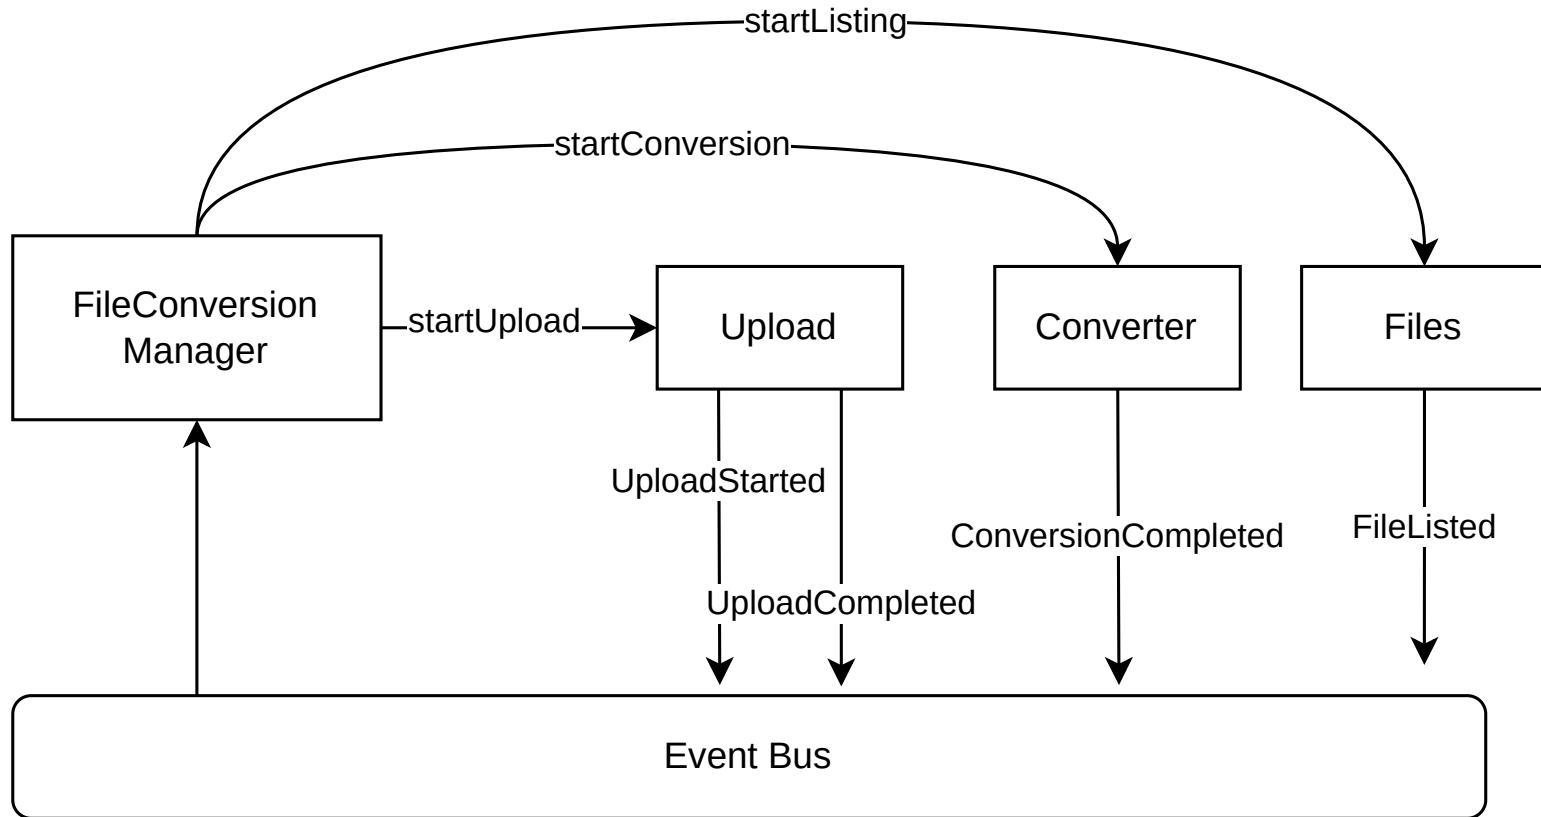 startListing
startConversion
FileConversion
Manager
startUpload
Upload
Converter
Files
UploadStarted
ConversionCompleted
FileListed
UploadCompleted
Event Bus